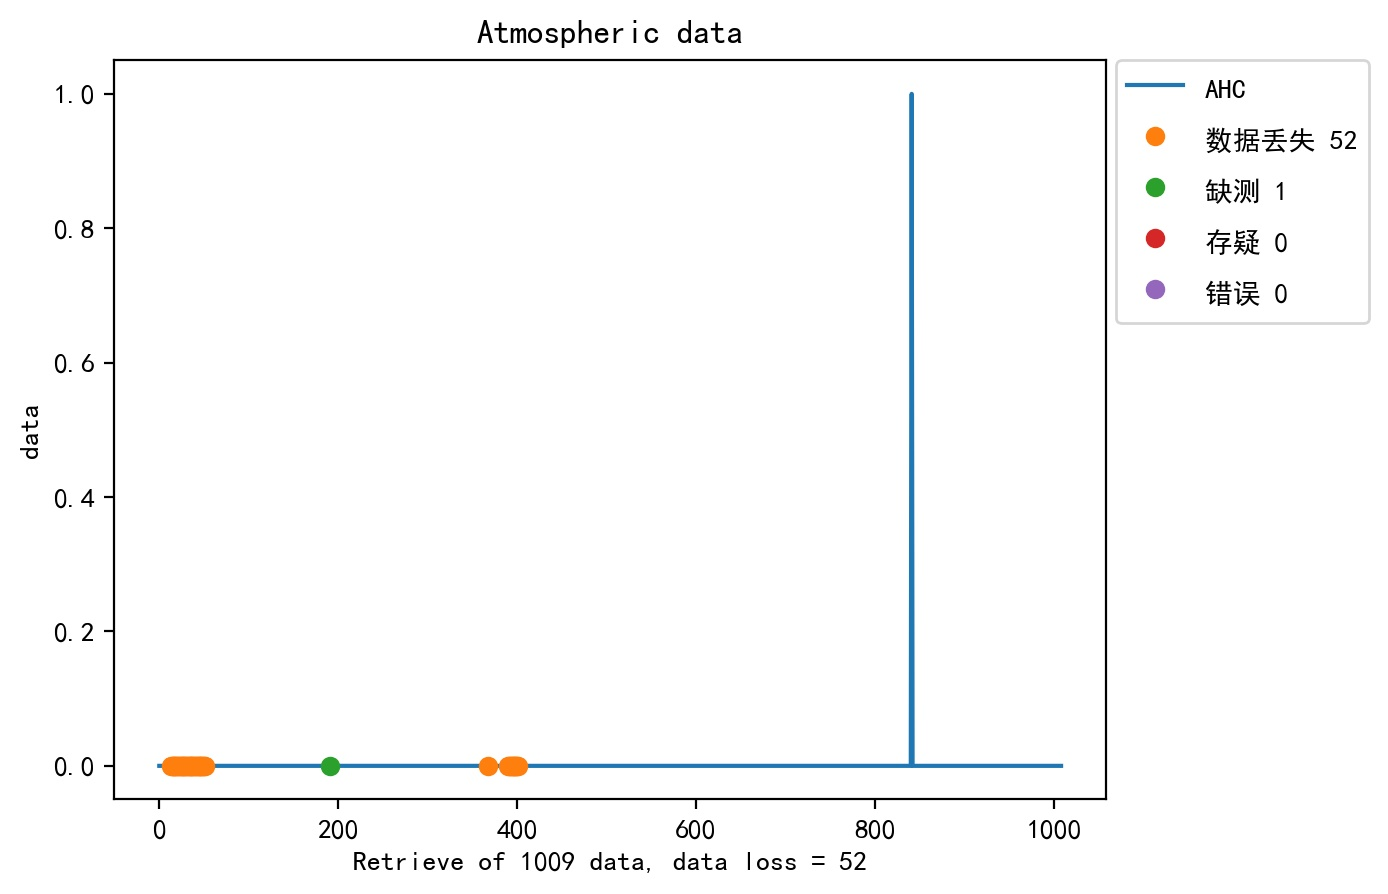 Atmospheric data
AHC
数据丢失 52
缺测 1
存疑 0
错误 0
1.0
0.8
0.6
0.4
0.2
0.0
data
0 200 400 600 800 1000
Retrieve of 1009 data, data loss = 52